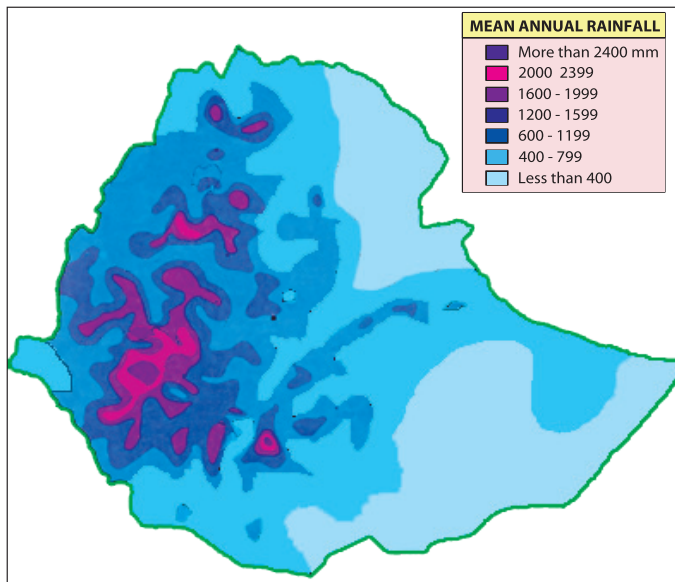 MEAN ANNUAL RAINFALL
More than 2400 mm
2000 2399
1600 - 1999
1200 - 1599
600 - 1199
400 - 799
Less than 400